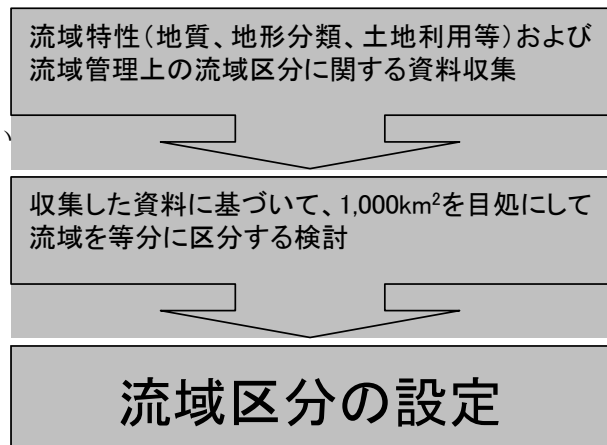 流域特性（地質、地形分類、土地利用等）および
流域管理上の流域区分に関する資料収集
、
収集した資料に基づいて、1,000km²を目処にして
流域を等分に区分する検討
流域区分の設定